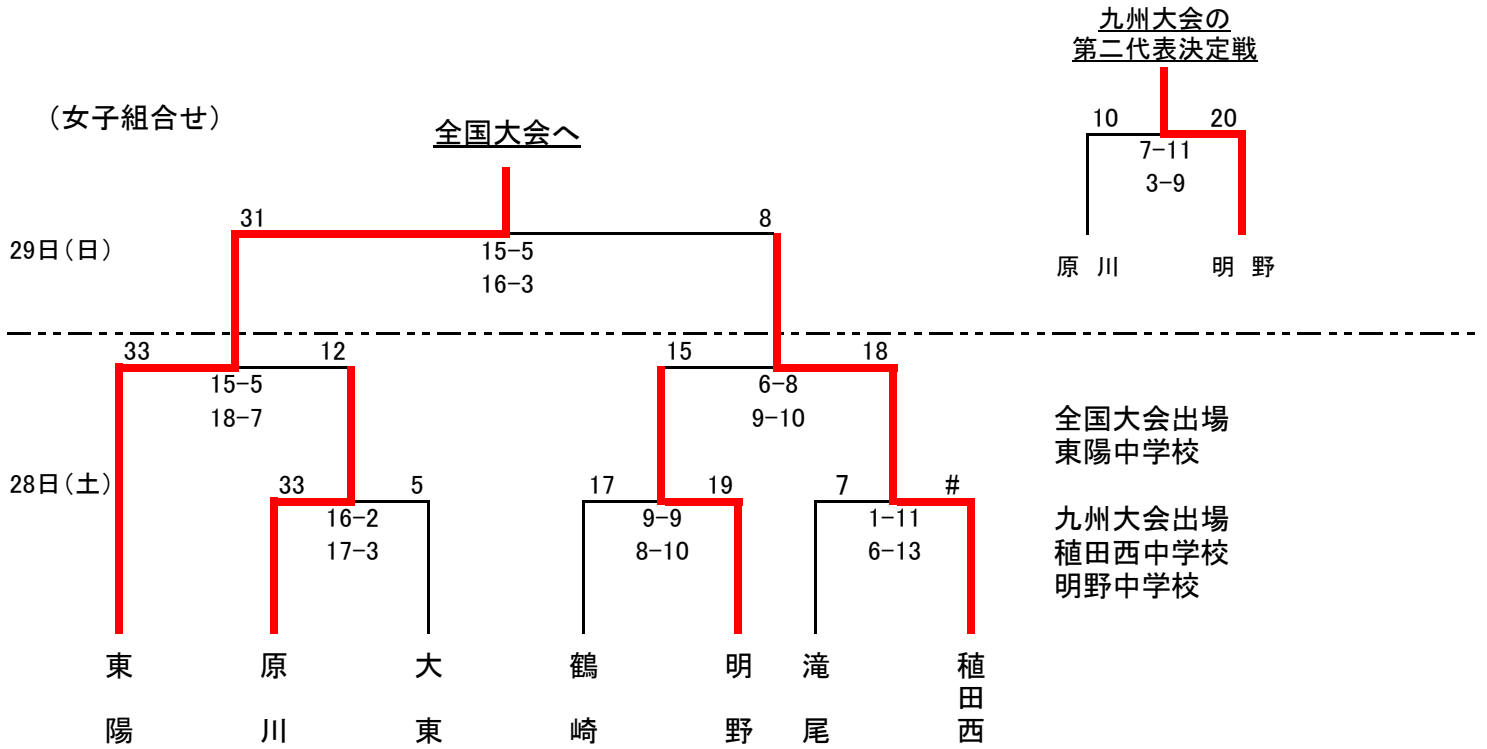 九州大会の
第二代表決定戦
（女子組合せ）
全国大会へ
10 20
7-11
3-9
原川 明野
31 8
29日（日）
15-5
16-3
33 12 15 18
15-5 6-8
18-7 9-10
全国大会出場
東陽中学校
28日（土）
33 5 17 19 7 #
16-2 9-9 1-11
17-3 8-10 6-13
九州大会出場
稙田西中学校
明野中学校
東陽 原川 大東 鶴崎 明野 滝尾 稙田西